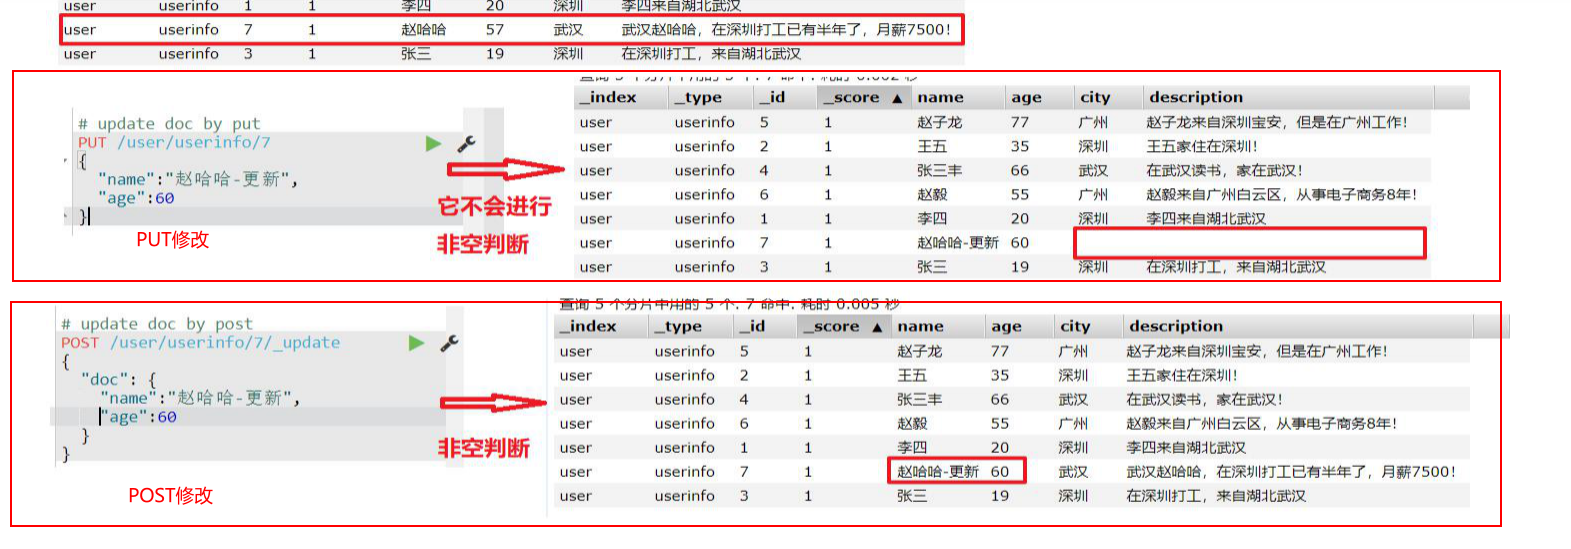 user userinfo 1 1 李四 20 深圳 李四来自湖北武汉
user userinfo 7 1 赵哈哈 57 武汉 武汉赵哈哈，在深圳打工已有半年了，月薪7500！
user userinfo 3 1 张三 19 深圳 在深圳打工，来自湖北武汉
查询 5 个分片中用的 5 个. 7 命中. 耗时 0.002 秒
_index _type _id _score ▲ name age city description
user userinfo 5 1 赵子龙 77 广州 赵子龙来自深圳宝安，但是在广州工作！
user userinfo 2 1 王五 35 深圳 王五家住在深圳！
user userinfo 4 1 张三丰 66 武汉 在武汉读书，家在武汉！
user userinfo 6 1 赵毅 55 广州 赵毅来自广州白云区，从事电子商务8年！
user userinfo 1 1 李四 20 深圳 李四来自湖北武汉
user userinfo 7 1 赵哈哈-更新 60
user userinfo 3 1 张三 19 深圳 在深圳打工，来自湖北武汉
# update doc by put
PUT /user/userinfo/7
{
"name":"赵哈哈-更新",
"age":60
}
PUT修改
它不会进行
非空判断
查询 5 个分片中用的 5 个. 7 命中. 耗时 0.005 秒
_index _type _id _score ▲ name age city description
user userinfo 5 1 赵子龙 77 广州 赵子龙来自深圳宝安，但是在广州工作！
user userinfo 2 1 王五 35 深圳 王五家住在深圳！
user userinfo 4 1 张三丰 66 武汉 在武汉读书，家在武汉！
user userinfo 6 1 赵毅 55 广州 赵毅来自广州白云区，从事电子商务8年！
user userinfo 1 1 李四 20 深圳 李四来自湖北武汉
user userinfo 7 1 赵哈哈-更新 60 武汉 武汉赵哈哈，在深圳打工已有半年了，月薪7500！
user userinfo 3 1 张三 19 深圳 在深圳打工，来自湖北武汉
# update doc by post
POST /user/userinfo/7/_update
{
"doc": {
"name":"赵哈哈-更新",
"age":60
}
}
POST修改
非空判断